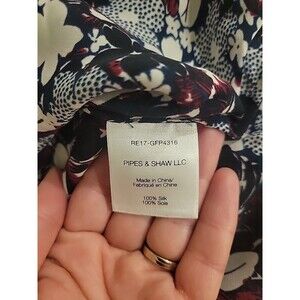 RE17-GFP4316
PIPES & SHAW LLC
Made in China/
Fabriqué en Chine
100% Silk
100% Soie